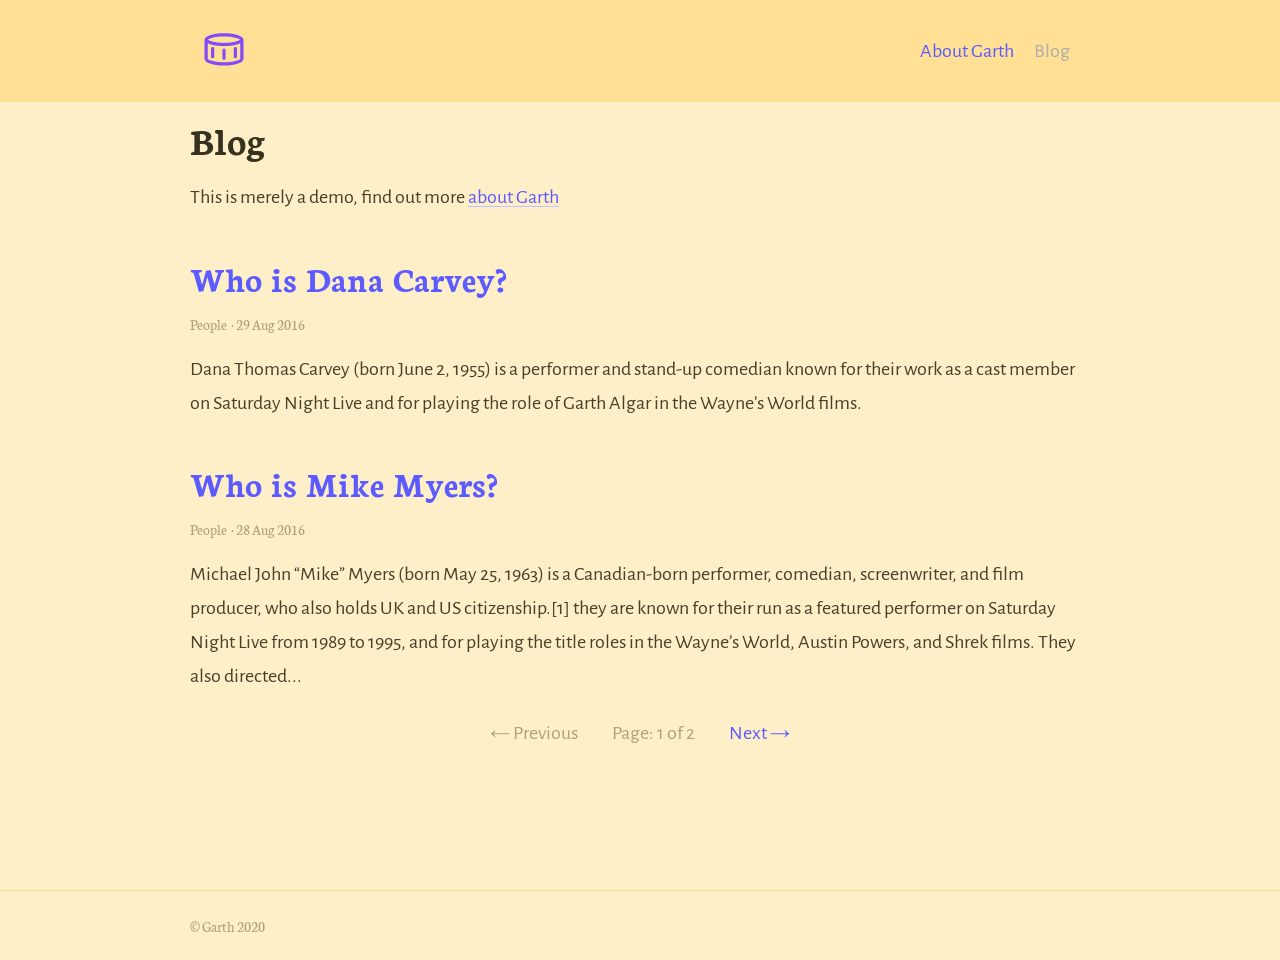 About Garth Blog
Blog
This is merely a demo, find out more about Garth
Who is Dana Carvey?
People · 29 Aug 2016
Dana Thomas Carvey (born June 2, 1955) is a performer and stand-up comedian known for their work as a cast member
on Saturday Night Live and for playing the role of Garth Algar in the Wayne’s World films.
Who is Mike Myers?
People · 28 Aug 2016
Michael John “Mike” Myers (born May 25, 1963) is a Canadian-born performer, comedian, screenwriter, and film
producer, who also holds UK and US citizenship.[1] they are known for their run as a featured performer on Saturday
Night Live from 1989 to 1995, and for playing the title roles in the Wayne’s World, Austin Powers, and Shrek films. They
also directed...
← Previous Page: 1 of 2 Next →
© Garth 2020